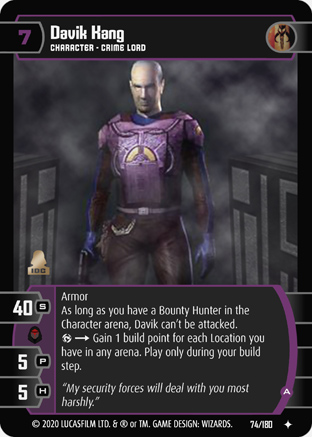 7 Davik Kang
CHARACTER - CRIME LORD
100
40 S
5 P
5 H
Armor
As long as you have a Bounty Hunter in the
Character arena, Davik can't be attacked.
→ Gain 1 build point for each Location you
have in any arena. Play only during your build
step.
"My security forces will deal with you most
harshly."
A
© 2020 LUCASFILM LTD. & ® or TM. GAME DESIGN: WIZARDS. 74/180